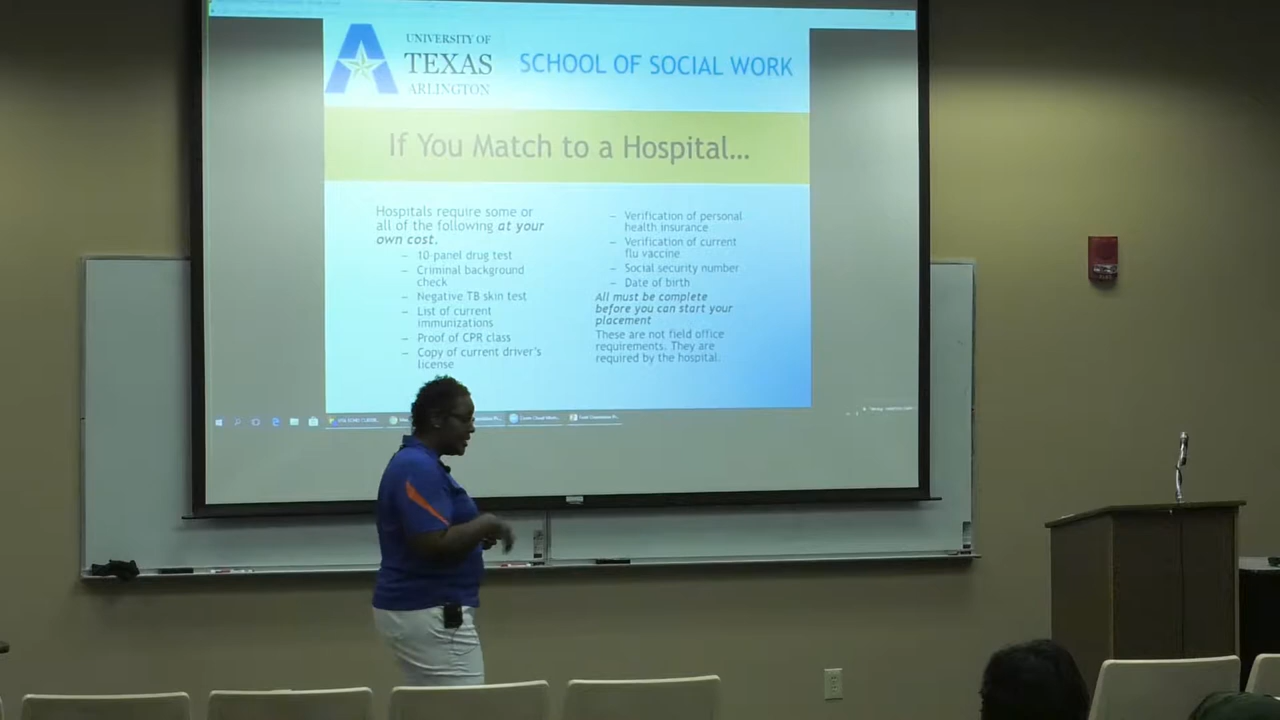 UNIVERSITY OF
TEXAS
ARLINGTON
SCHOOL OF SOCIAL WORK
If You Match to a Hospital...
Hospitals require some or
all of the following at your
own cost.
– 10-panel drug test
– Criminal background
check
– Negative TB skin test
– List of current
immunizations
– Proof of CPR class
– Copy of current driver's
license
– Verification of personal
health insurance
– Verification of current
flu vaccine
– Social security number
– Date of birth
All must be complete
before you can start your
placement
These are not field office
requirements. They are
required by the hospital.